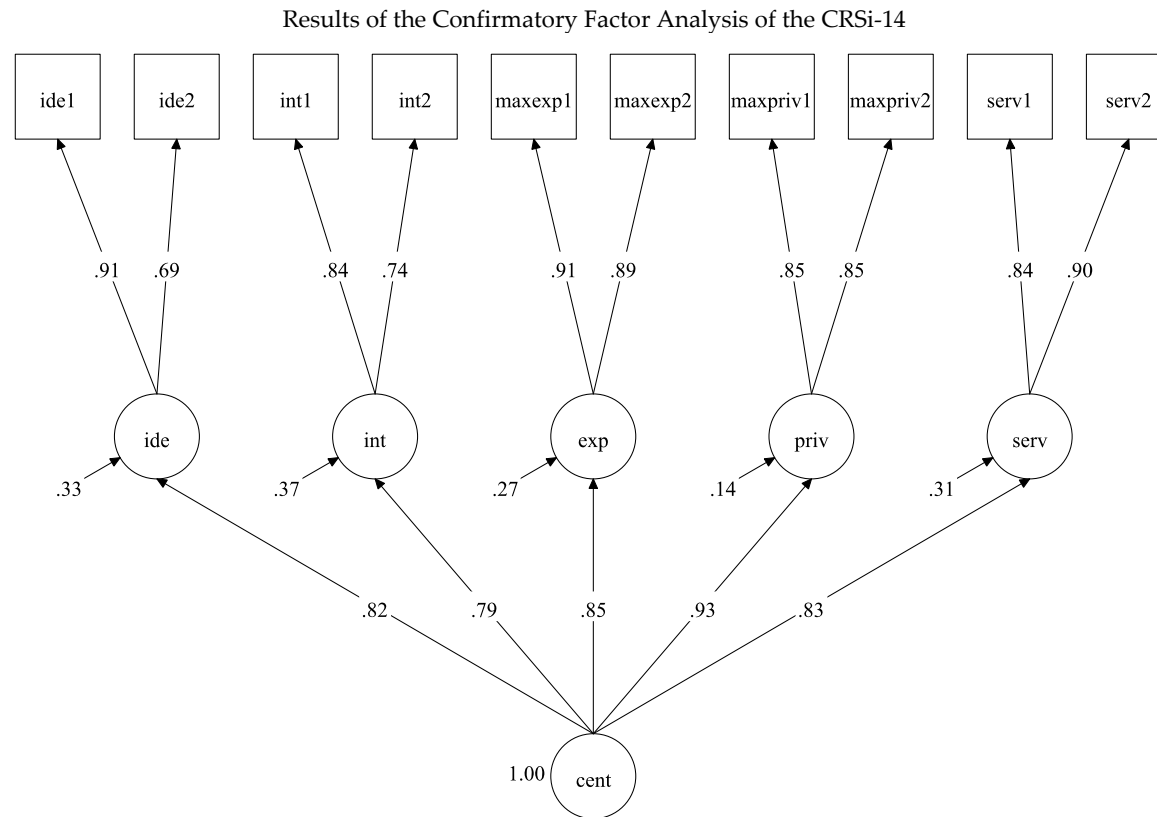 Results of the Confirmatory Factor Analysis of the CRSi-14
ide1 ide2 int1 int2 maxexp1 maxexp2 maxpriv1 maxpriv2 serv1 serv2
.91 .69 .84 .74 .91 .89 .85 .85 .84 .90
ide int exp priv serv
.33 .37 .27 .14 .31
.82 .79 .85 .93 .83
1.00 cent